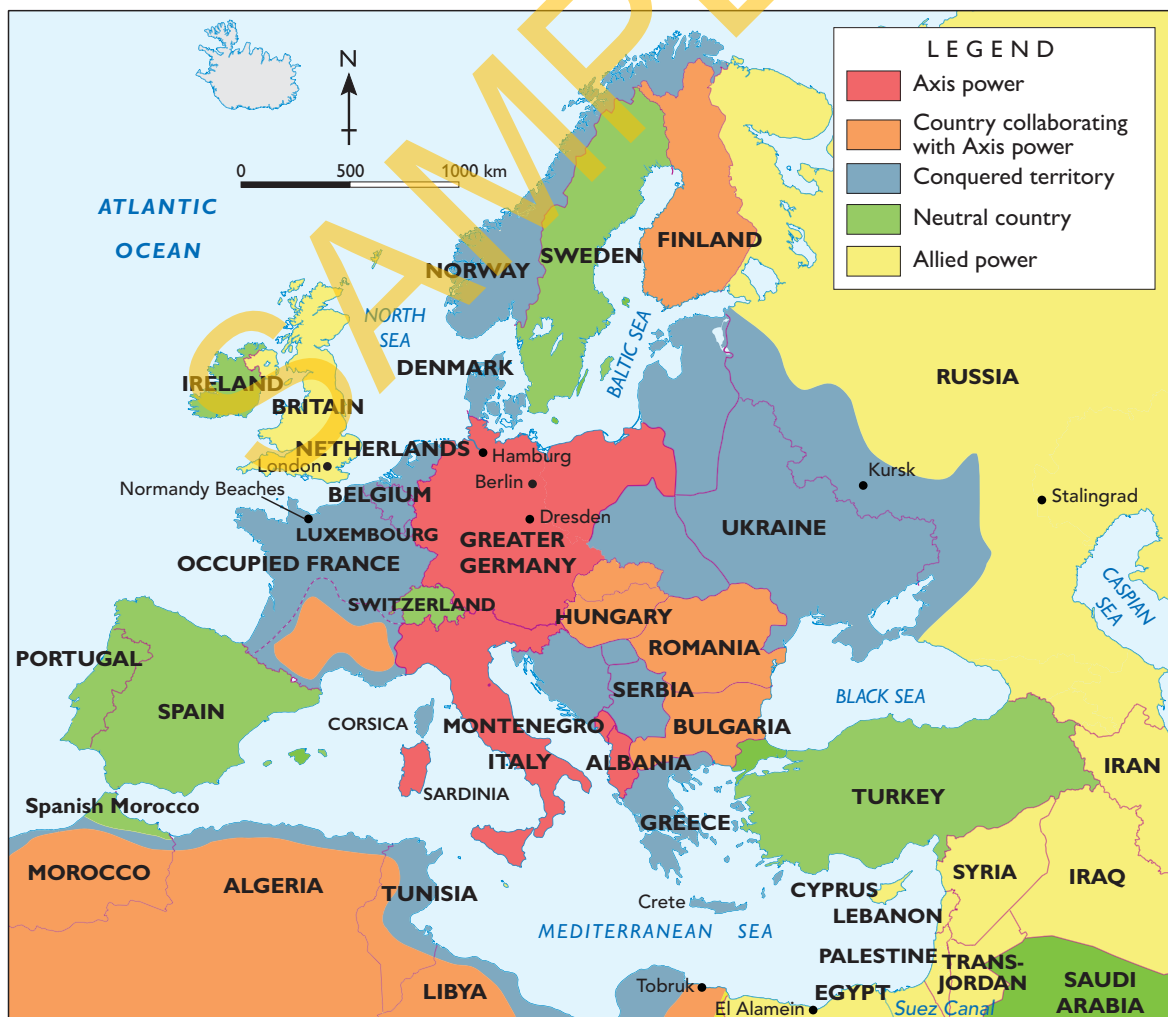 SAMPLE
LEGEND
Axis power
Country collaborating
with Axis power
Conquered territory
Neutral country
Allied power
N
0 500 1000 km
ATLANTIC
OCEAN
NORWAY
SWEDEN
FINLAND
NORTH
SEA
BALTIC SEA
DENMARK
RUSSIA
IRELAND
BRITAIN
NETHERLANDS
London
Hamburg
Berlin
Kursk
Stalingrad
Normandy Beaches
BELGIUM
LUXEMBOURG
Dresden
GREATER
GERMANY
UKRAINE
OCCUPIED FRANCE
SWITZERLAND
HUNGARY
ROMANIA
CASPIAN
SEA
PORTUGAL
SPAIN
CORSICA
MONTENEGRO
SERBIA
BULGARIA
BLACK SEA
ITALY
ALBANIA
SARDINIA
IRAN
TURKEY
Spanish Morocco
GREECE
MOROCCO
ALGERIA
TUNISIA
Crete
CYPRUS
SYRIA
IRAQ
LEBANON
MEDITERRANEAN SEA
PALESTINE
TRANS-
JORDAN
LIBYA
Tobruk
EGYPT
El Alamein
Suez Canal
SAUDI
ARABIA